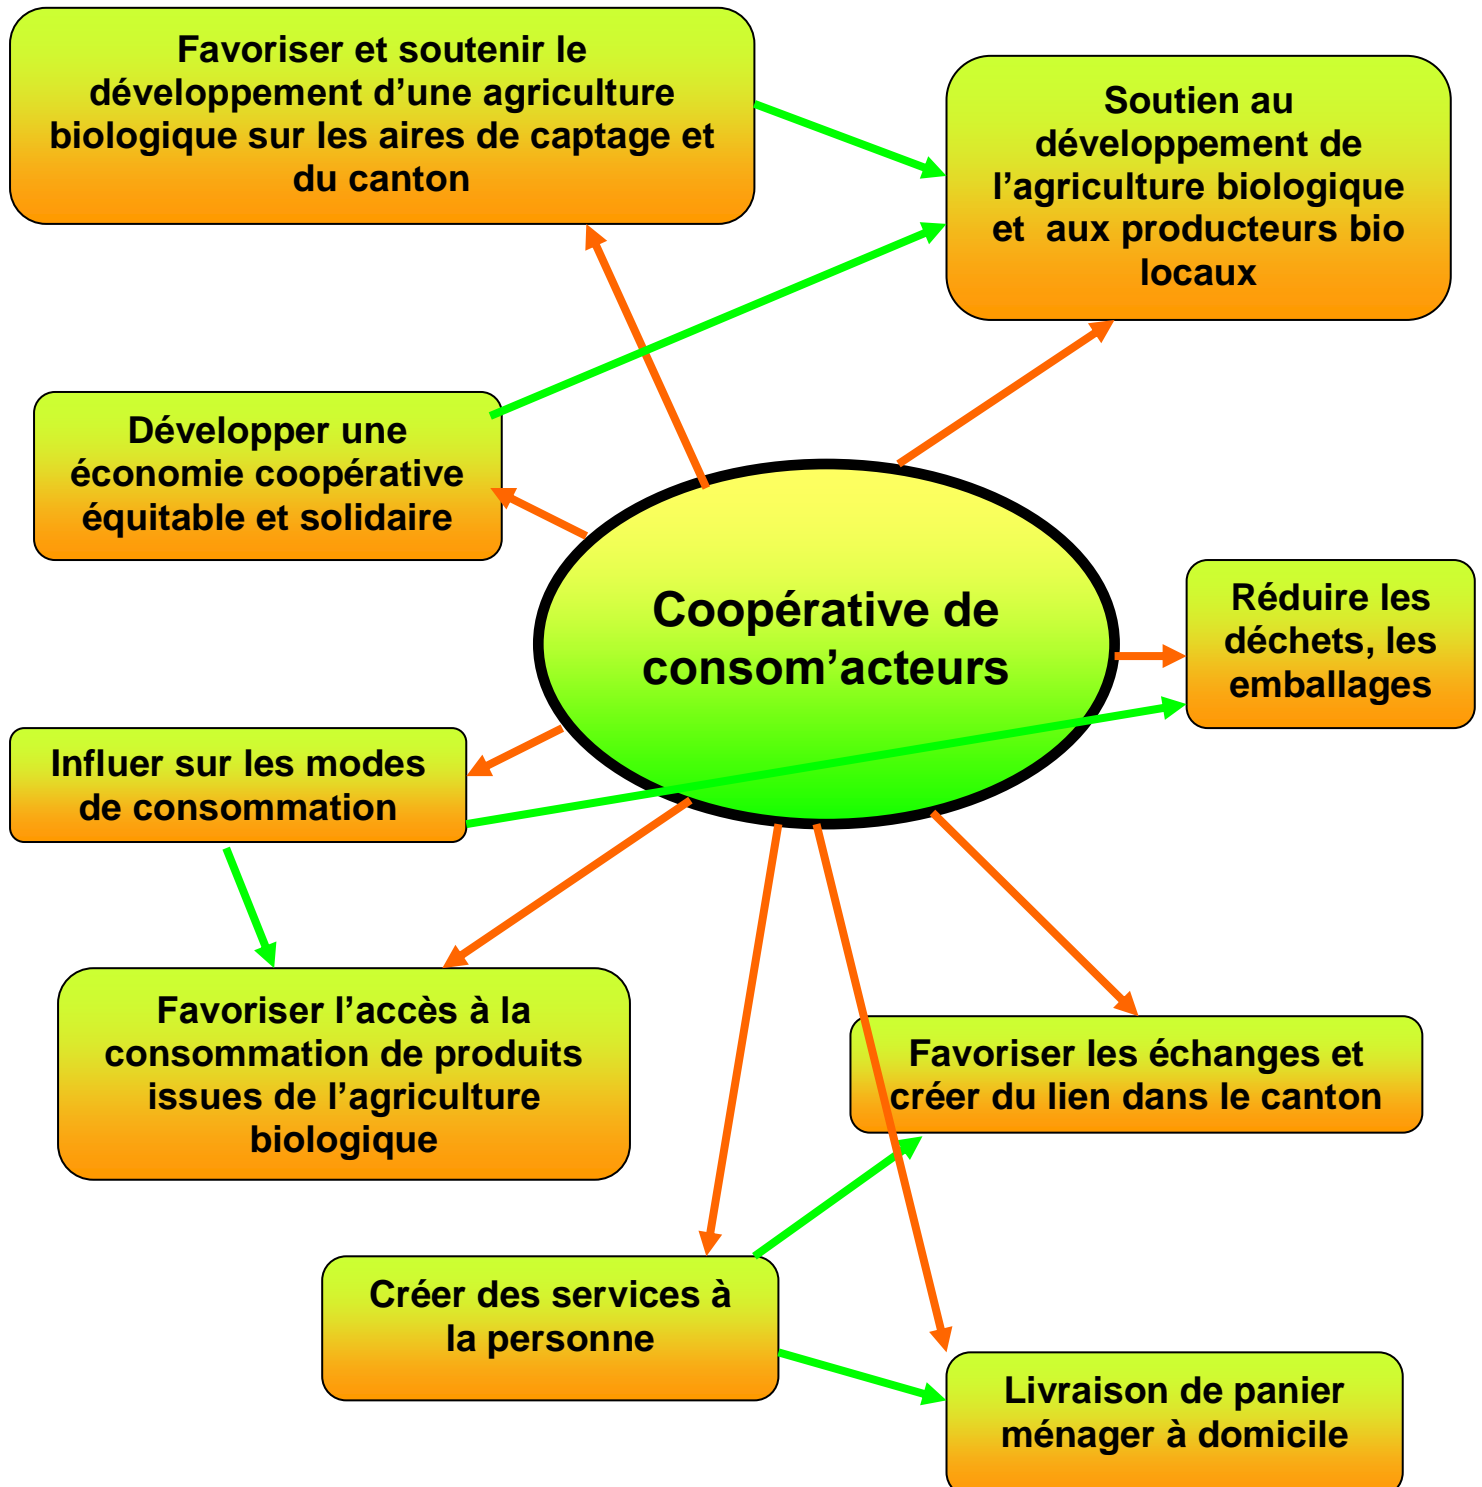 Favoriser et soutenir le
développement d’une agriculture
biologique sur les aires de captage et
du canton
Soutien au
développement de
l’agriculture biologique
et  aux producteurs bio
locaux
Développer une
économie coopérative
équitable et solidaire
Coopérative de
consom’acteurs
Réduire les
déchets, les
emballages
Influer sur les modes
de consommation
Favoriser l’accès à la
consommation de produits
issues de l’agriculture
biologique
Favoriser les échanges et
créer du lien dans le canton
Créer des services à
la personne
Livraison de panier
ménager à domicile